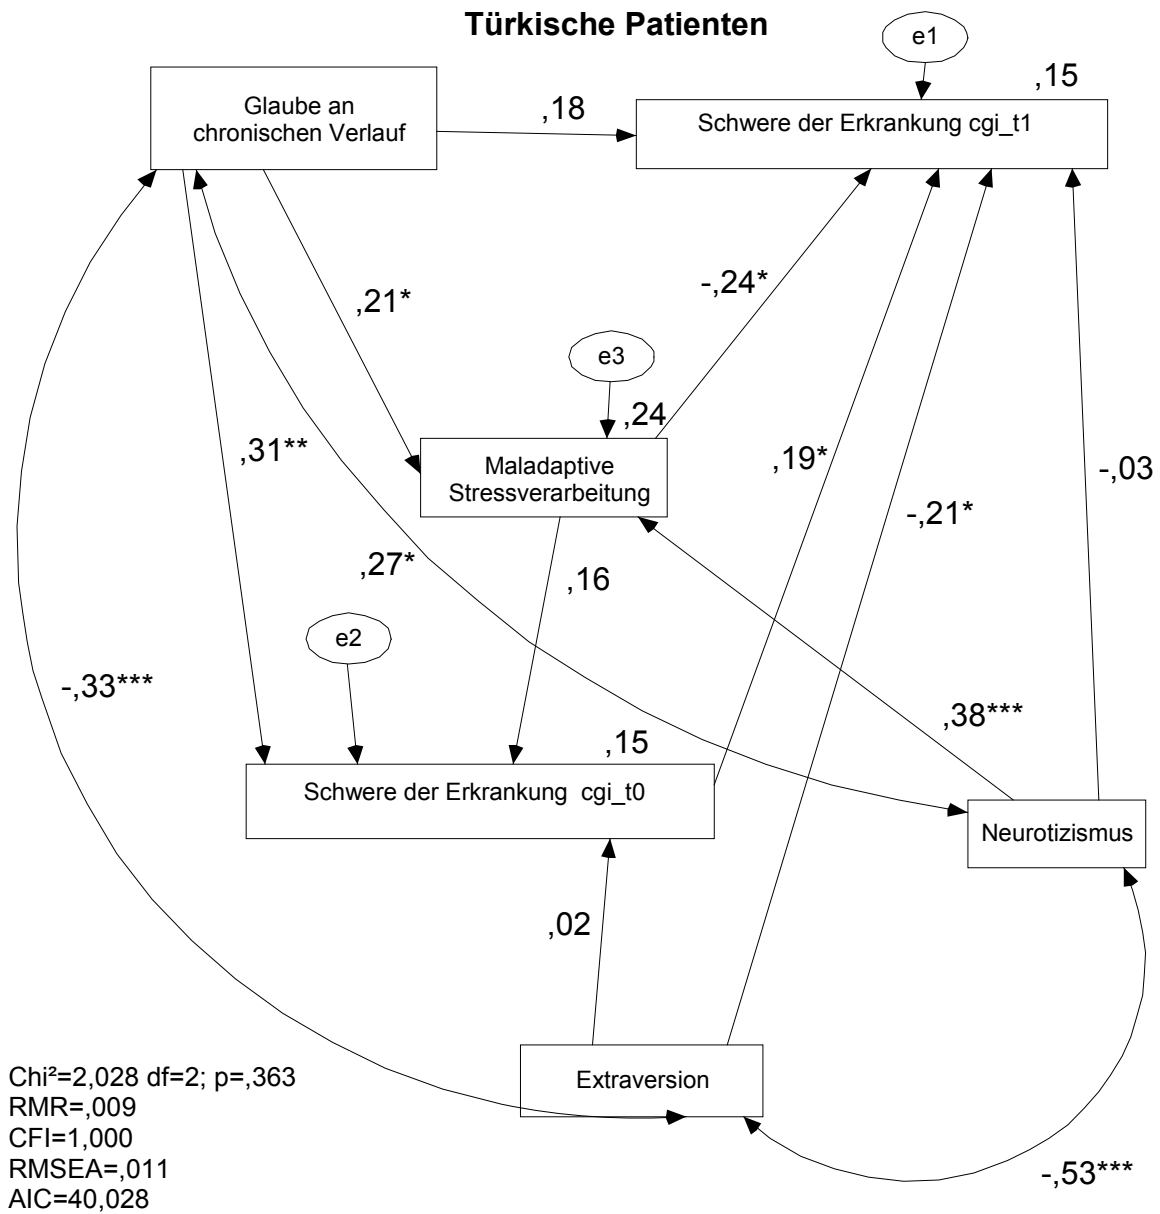 Türkische Patienten
e1
,15
Glaube an
chronischen Verlauf
,18
Schwere der Erkrankung cgi_t1
,21*
-,24*
e3
,24
,31**
Maladaptive
Stressverarbeitung
,19*
-,03
-,21*
,27*
,16
e2
-,33***
,38***
,15
Schwere der Erkrankung cgi_t0
Neurotizismus
,02
Extraversion
-,53***
Chi²=2,028 df=2; p=,363
RMR=,009
CFI=1,000
RMSEA=,011
AIC=40,028